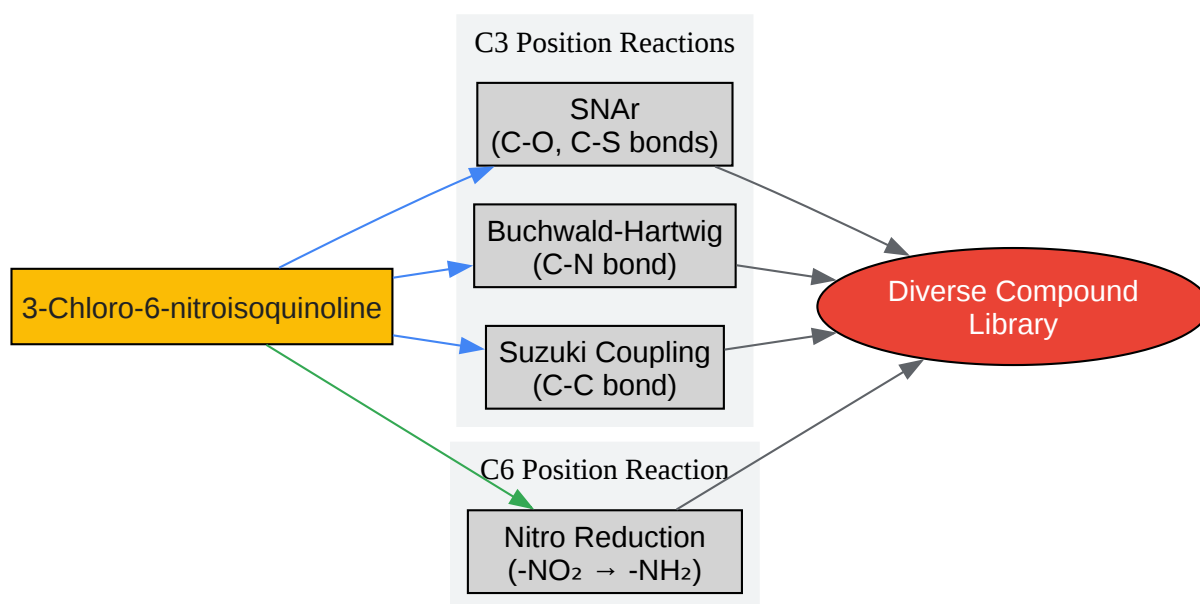 C3 Position Reactions
SNAr
(C-O, C-S bonds)
Buchwald-Hartwig
(C-N bond)
3-Chloro-6-nitroisoquinoline
Suzuki Coupling
(C-C bond)
Diverse Compound
Library
C6 Position Reaction
Nitro Reduction
(-NO₂ → -NH₂)